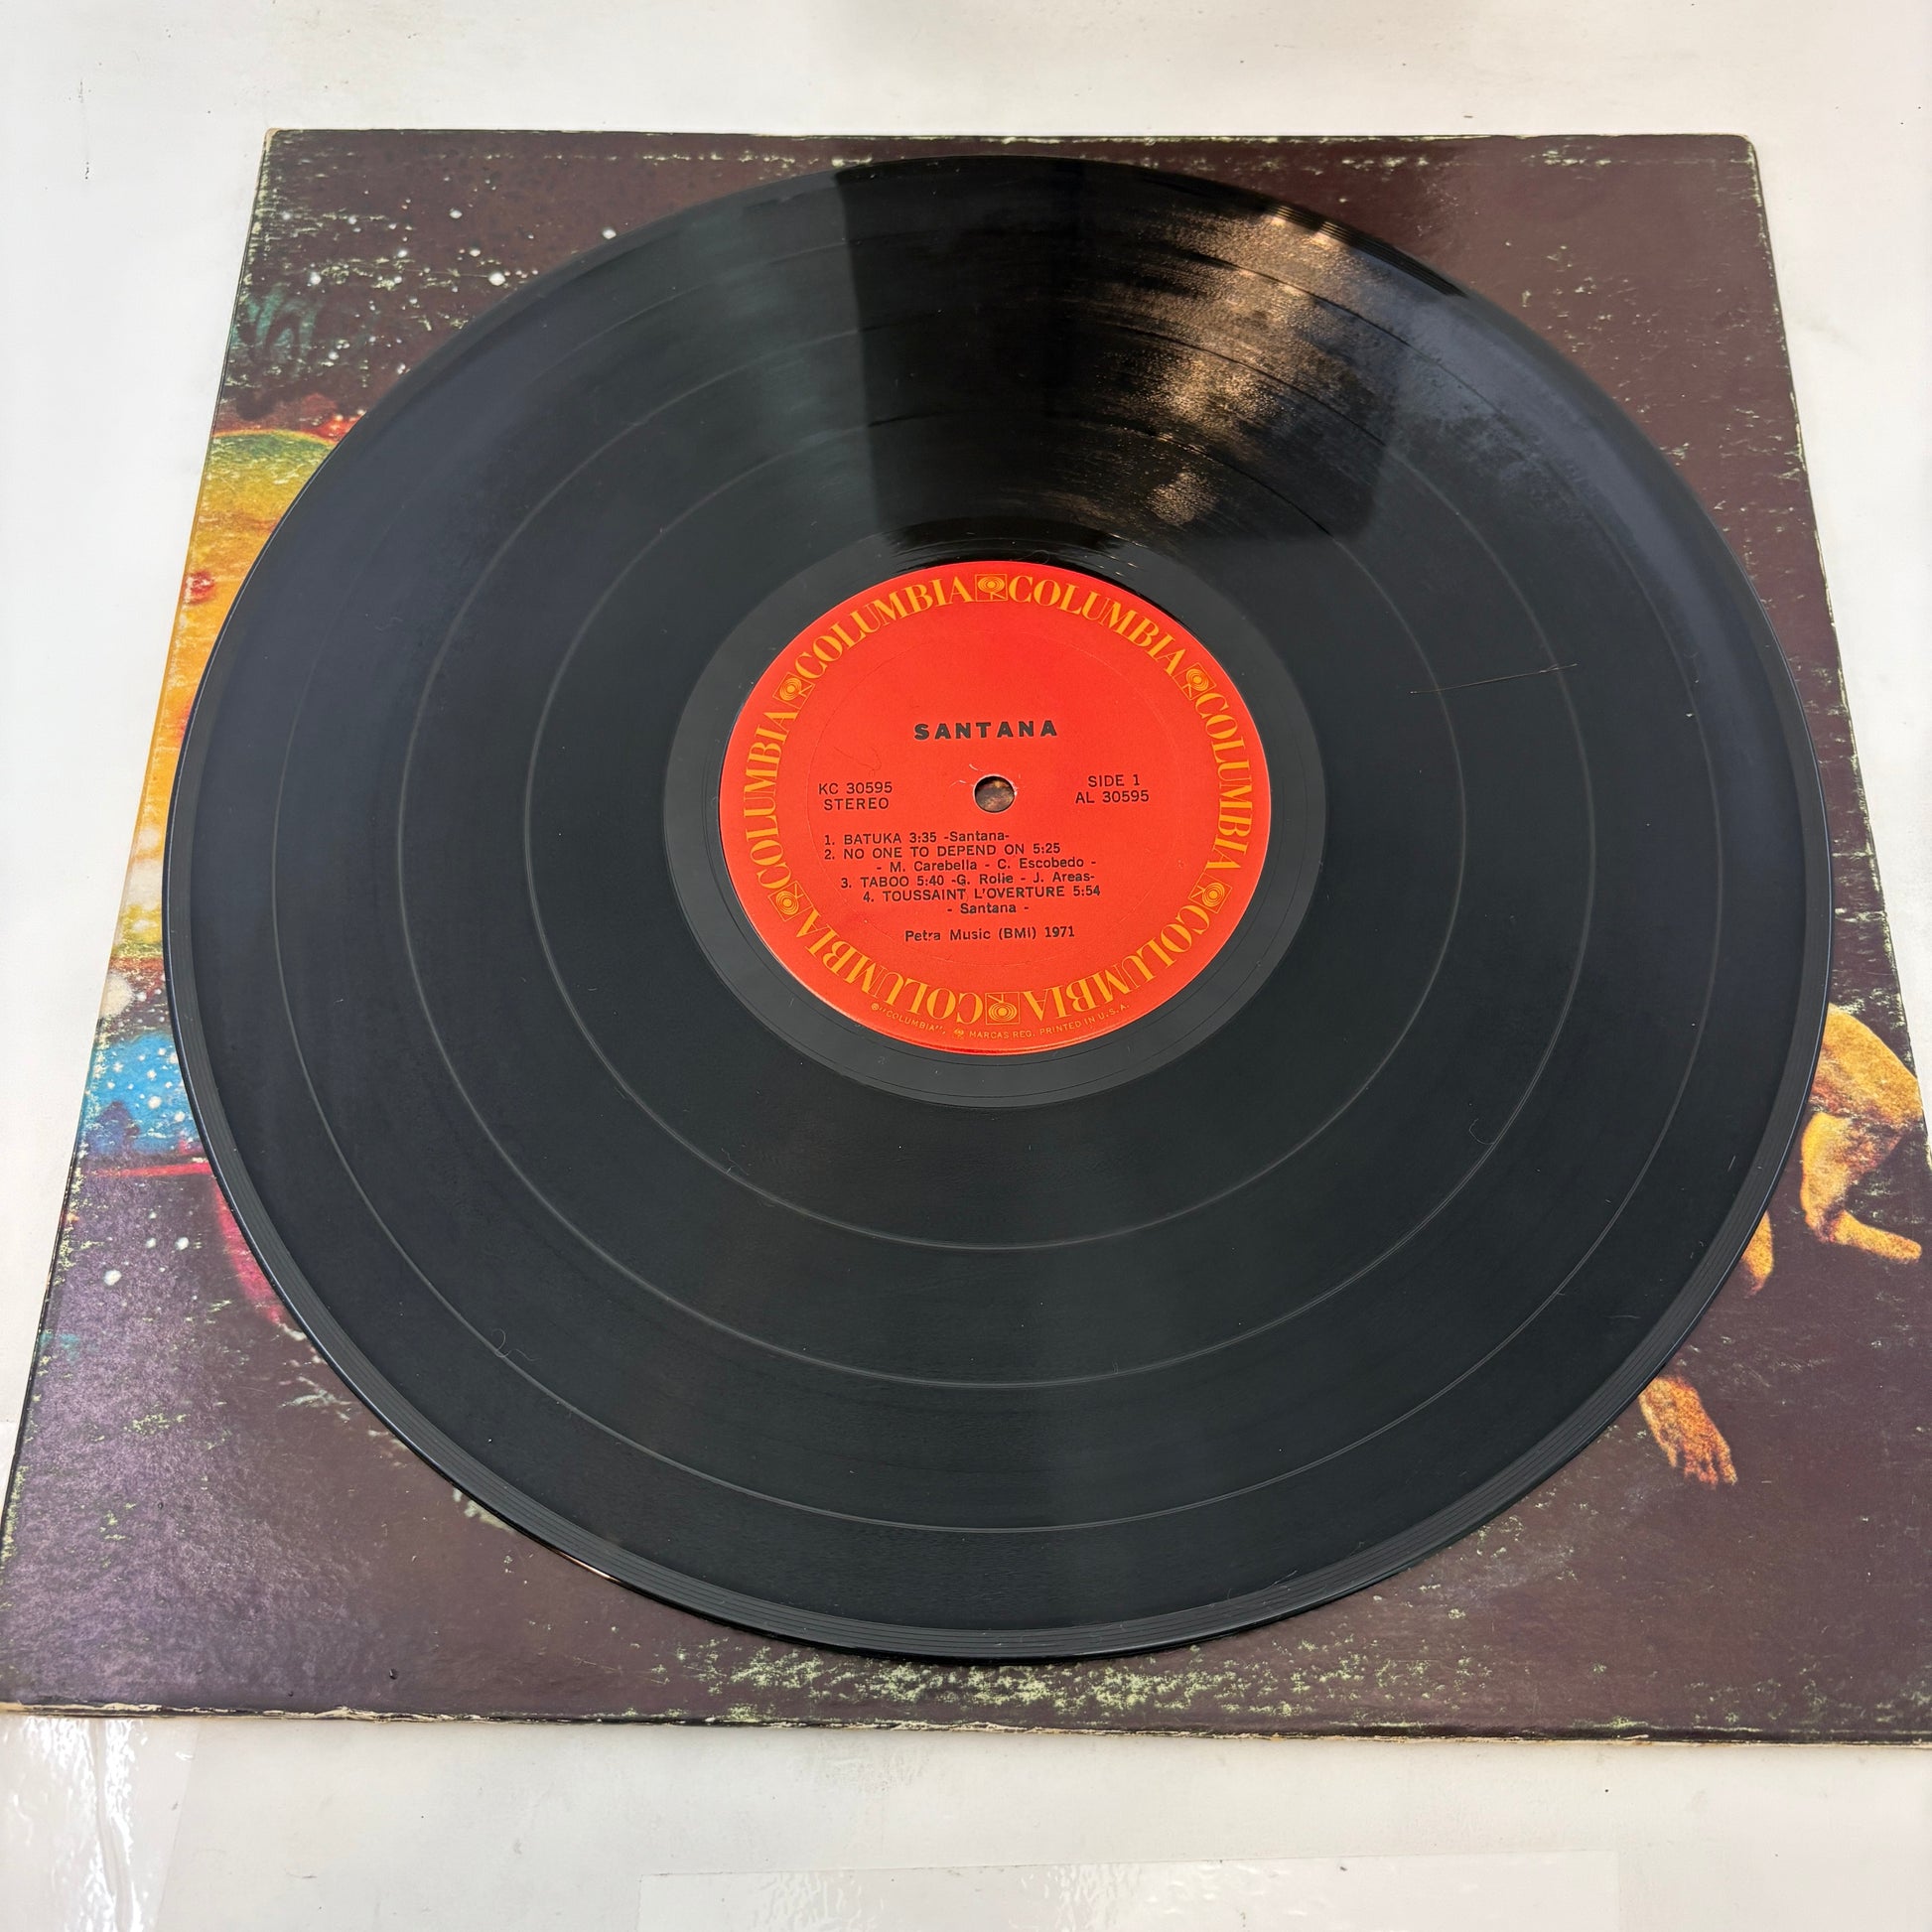 COLUMBIA COLUMBIA COLUMBIA COLUMBIA COLUMBIA COLUMBIA
SANTANA
KC 30595
STEREO
SIDE 1
AL 30595
1. BATUKA 3:35 -Santana-
2. NO ONE TO DEPEND ON 5:25
- M. Carebella - C. Escobedo -
3. TABOO 5:40 -G. Rolie - J. Areas-
4. TOUSSAINT L'OVERTURE 5:54
- Santana -
Petra Music (BMI) 1971
®"COLUMBIA", MARCAS REG. PRINTED IN U.S.A.